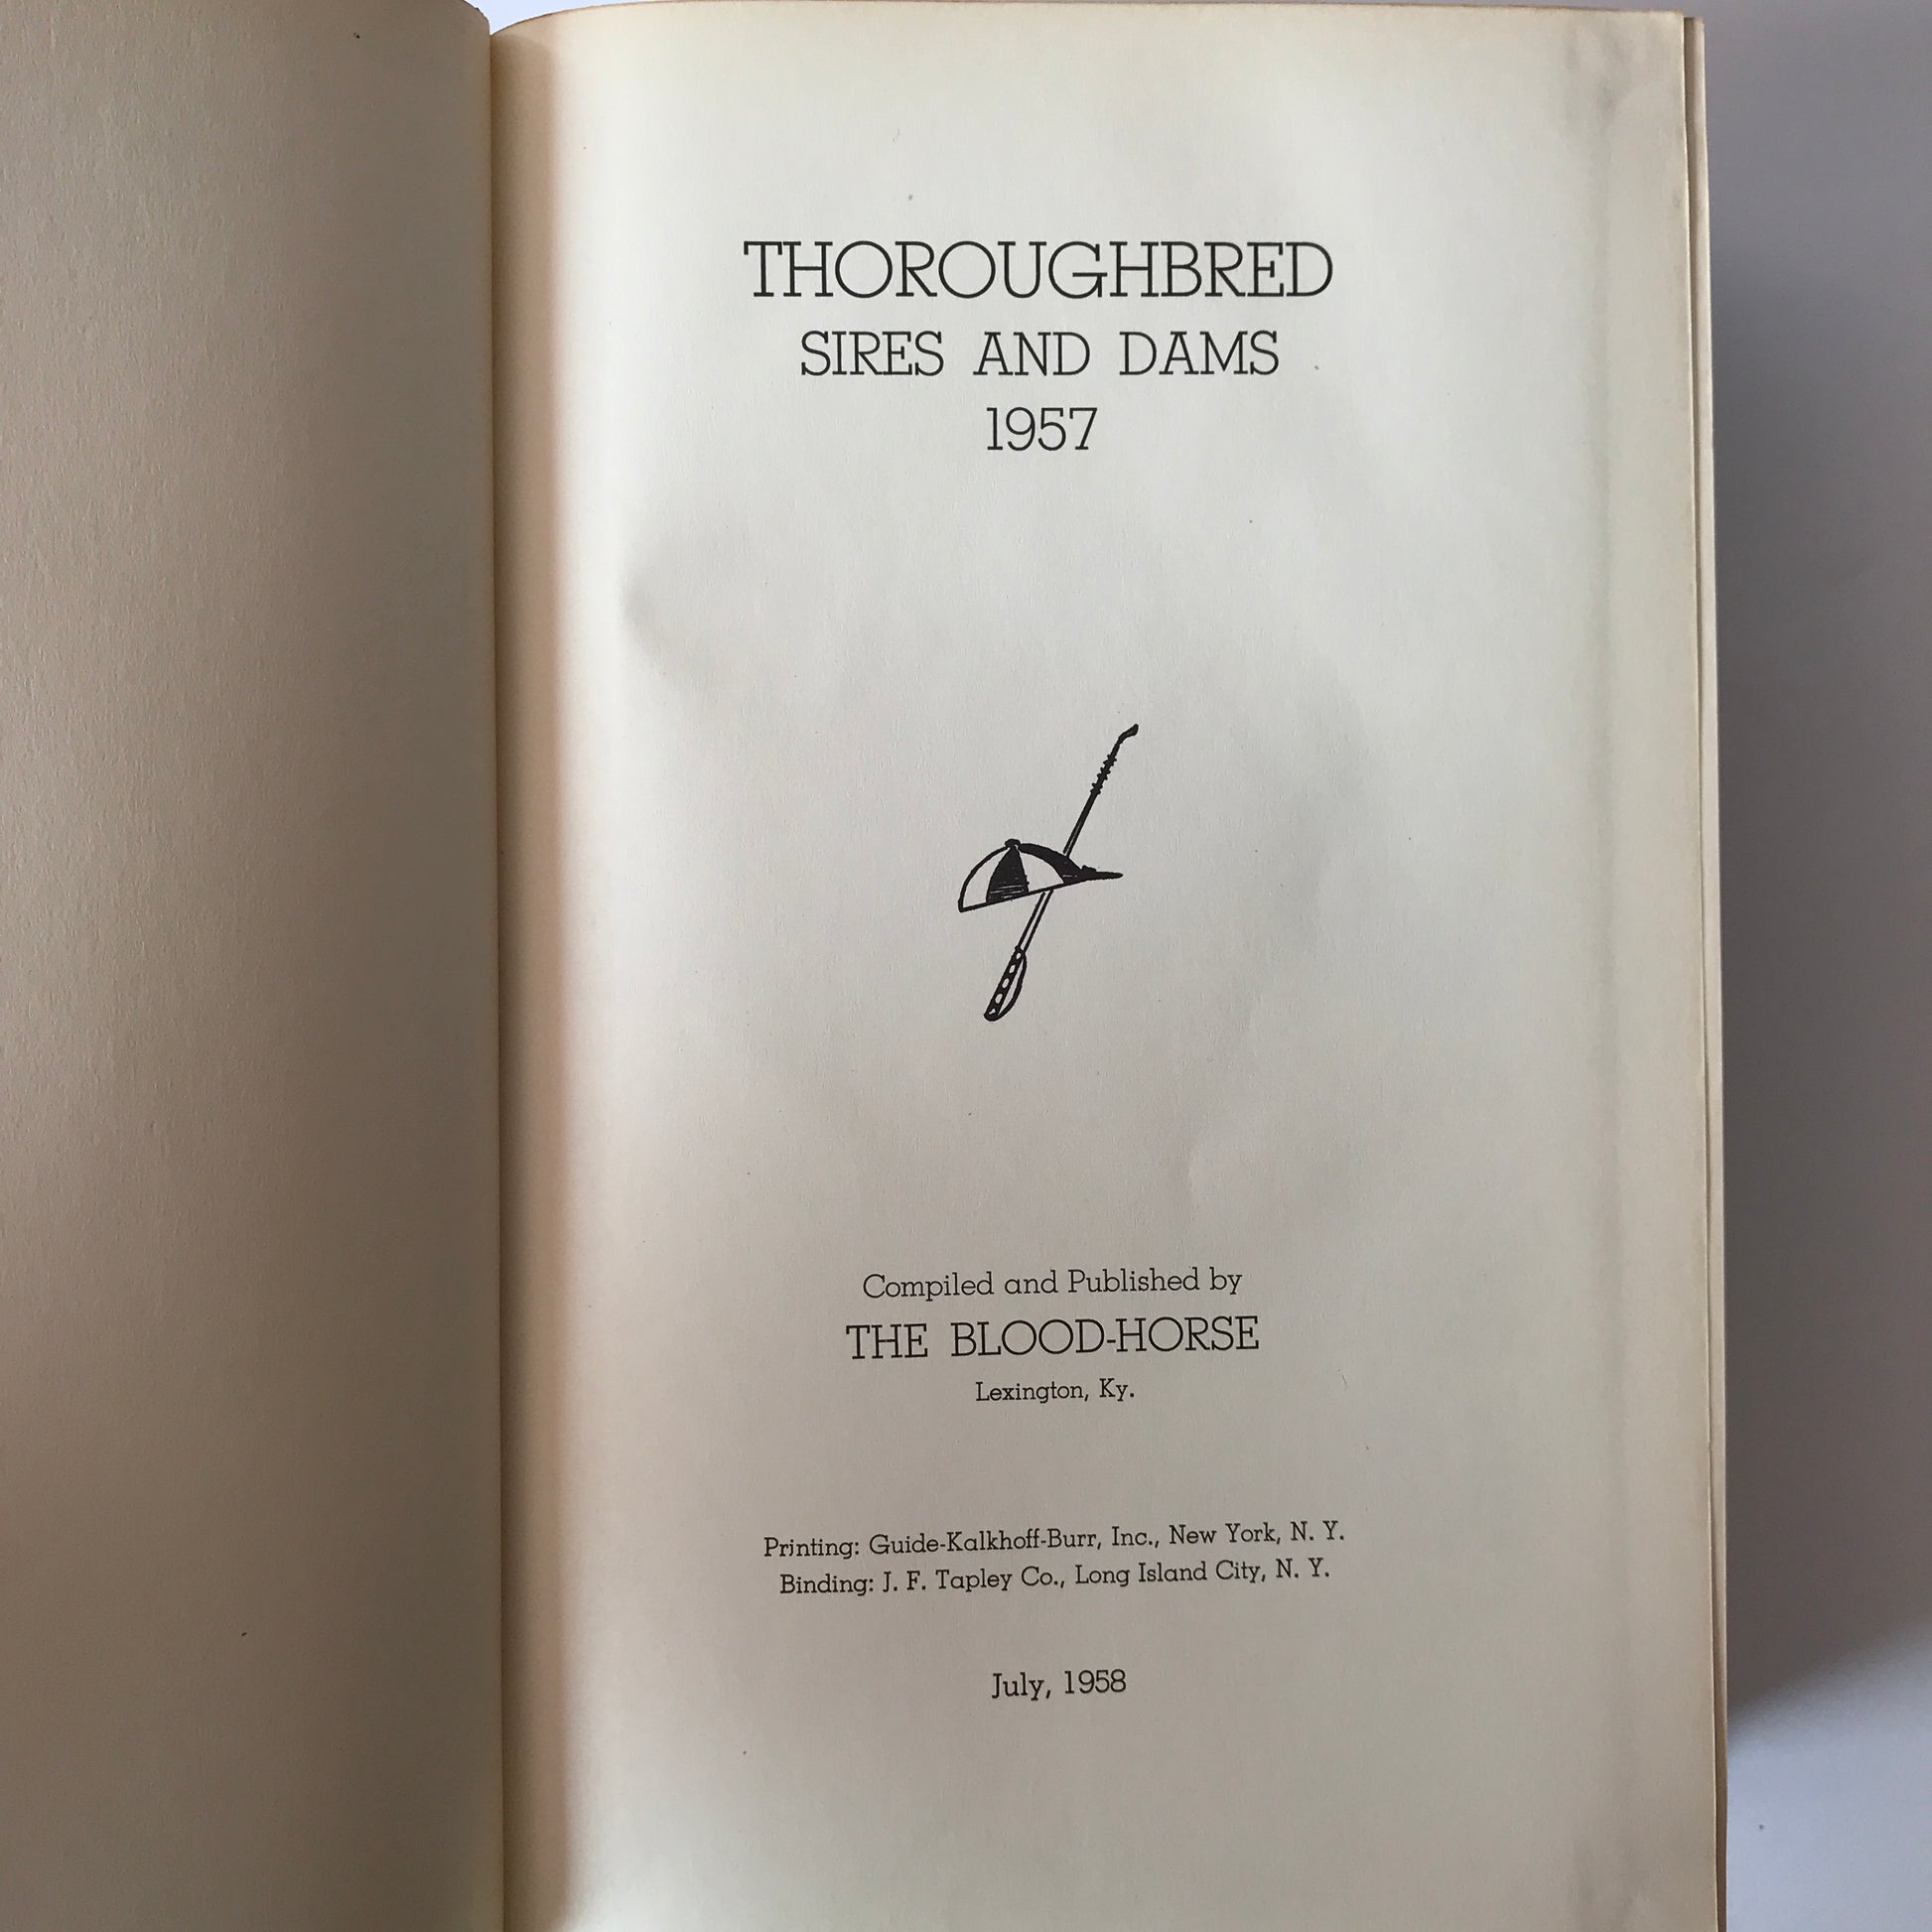 THOROUGHBRED
SIRES AND DAMS
1957
Compiled and Published by
THE BLOOD-HORSE
Lexington, Ky.
Printing: Guide-Kalkhoff-Burr, Inc., New York, N. Y.
Binding: J. F. Tapley Co., Long Island City, N. Y.
July, 1958